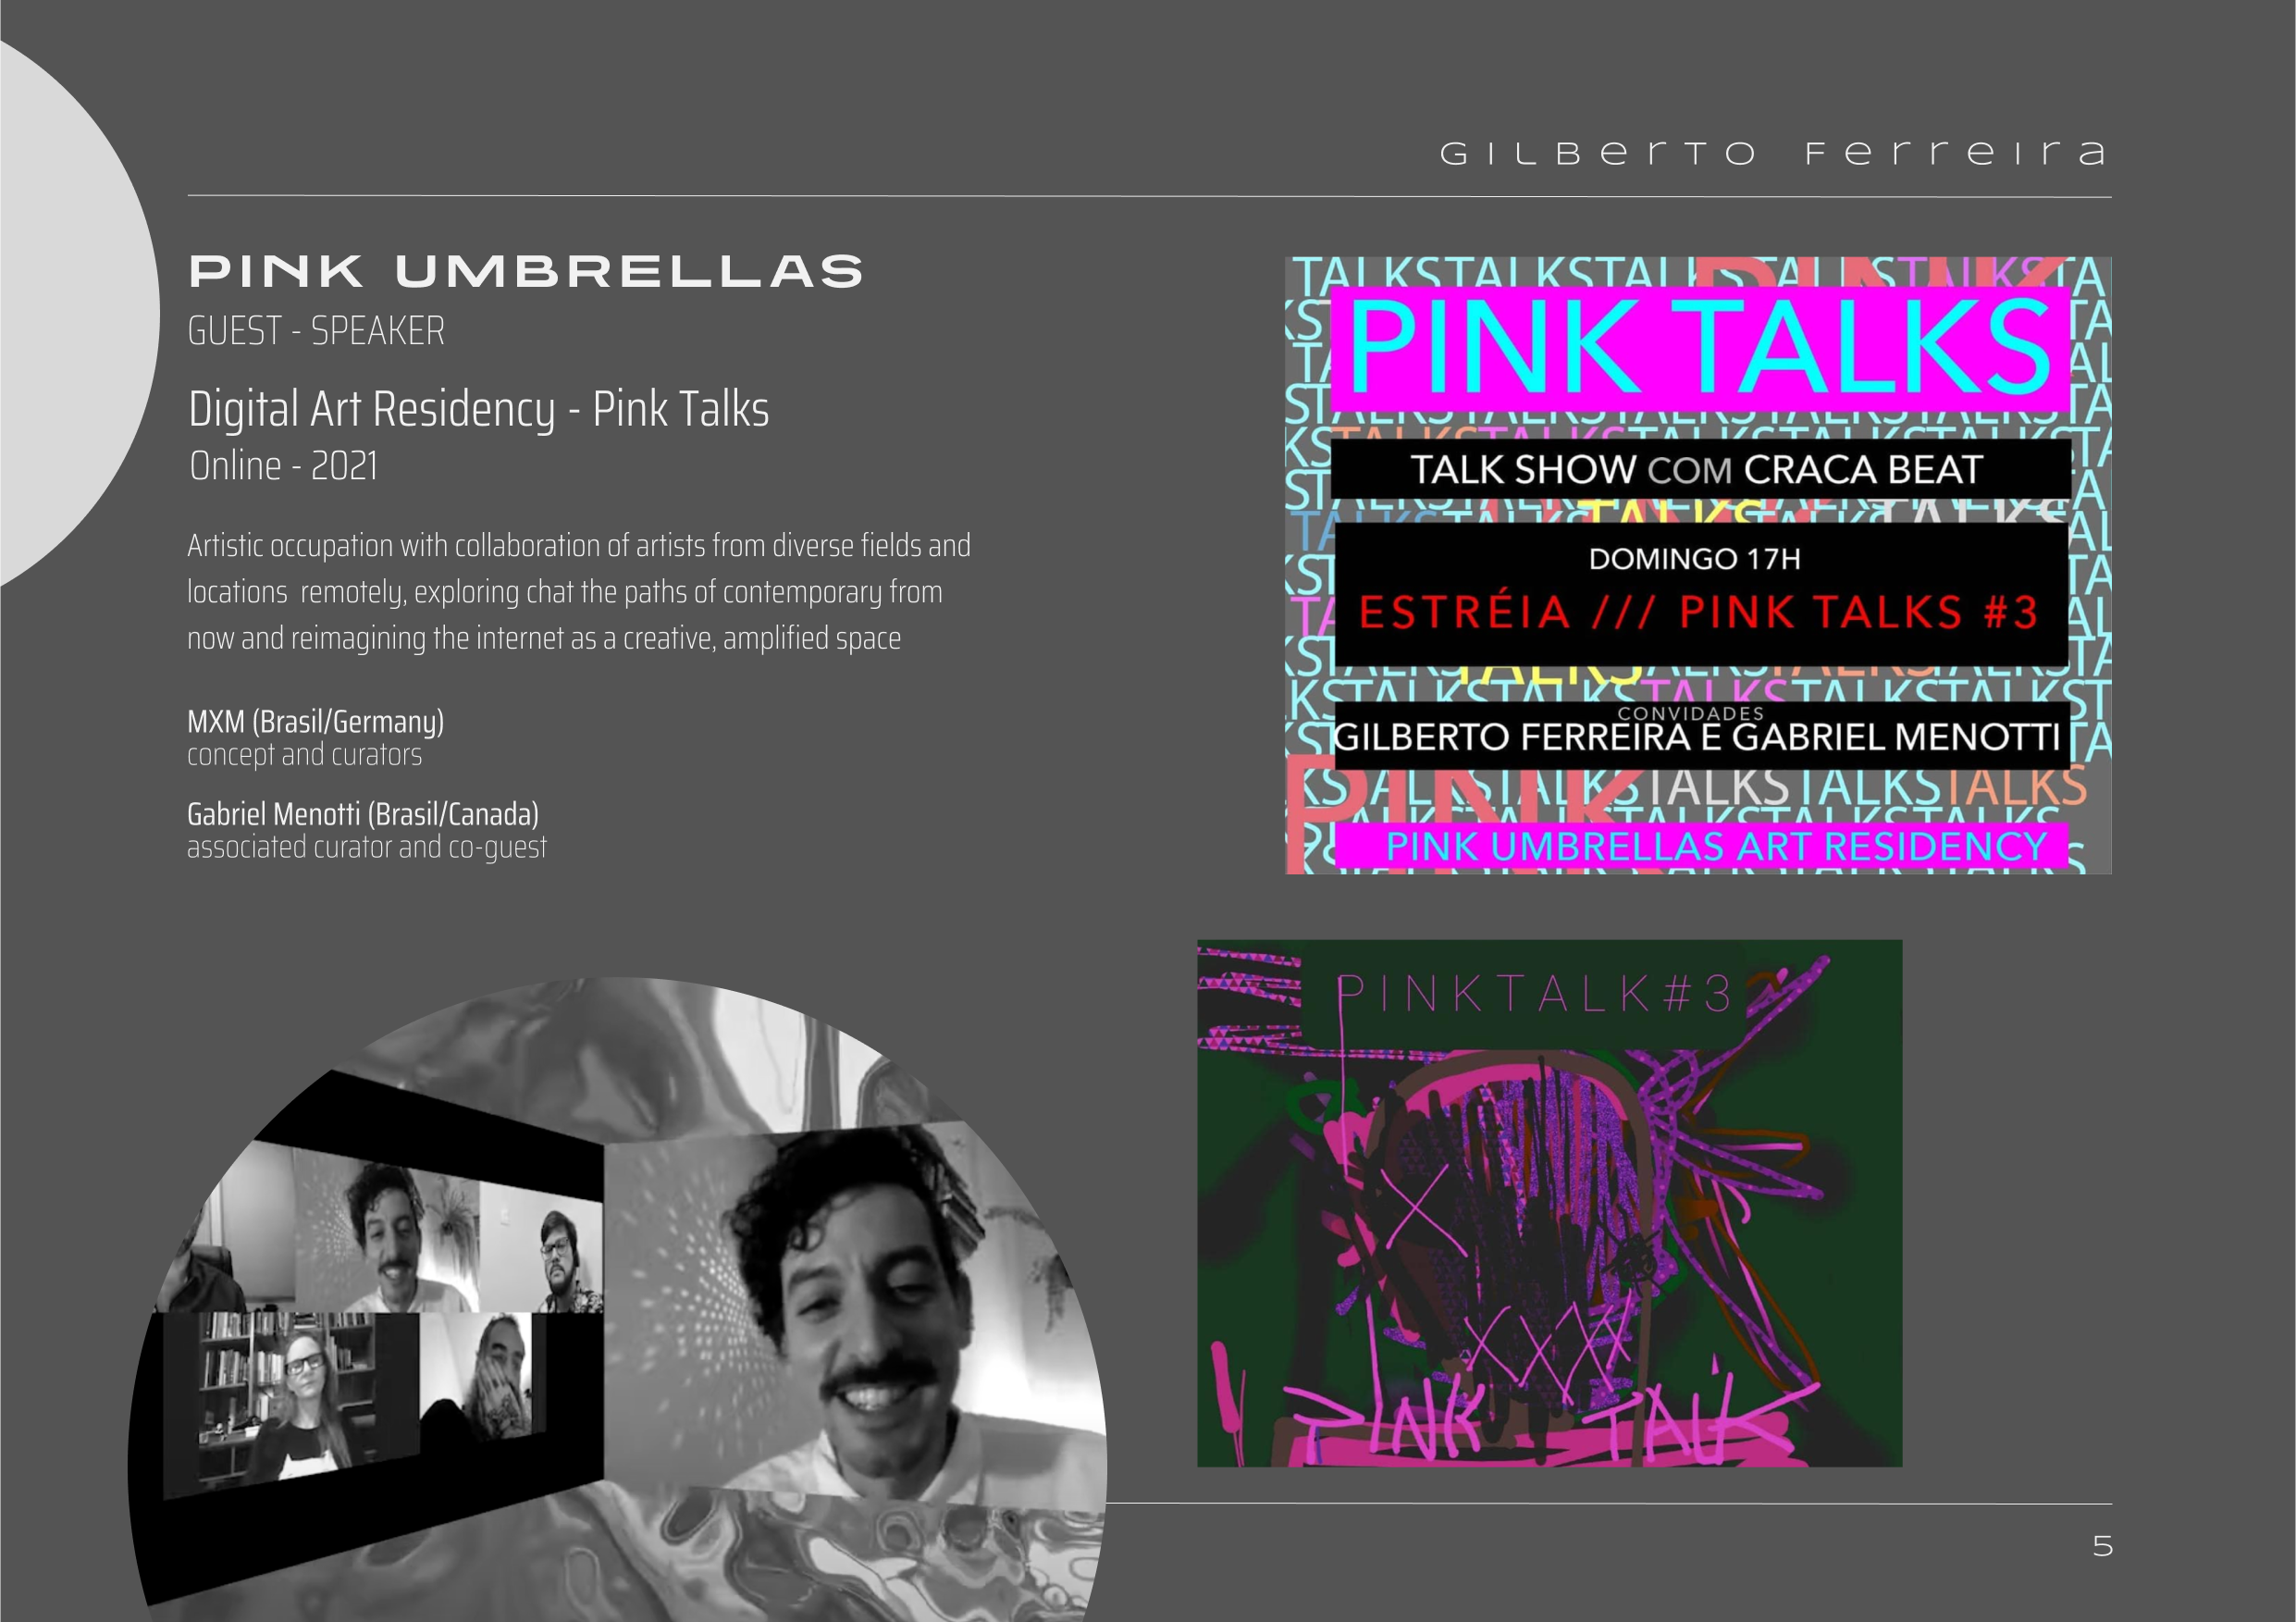 GILBerTO Ferreira
PINK UMBRELLAS
GUEST - SPEAKER
Digital Art Residency - Pink Talks
Online - 2021
Artistic occupation with collaboration of artists from diverse fields and
locations remotely, exploring chat the paths of contemporary from
now and reimagining the internet as a creative, amplified space
MXM (Brasil/Germany)
concept and curators
Gabriel Menotti (Brasil/Canada)
associated curator and co-guest
PINK TALKS
TALK SHOW COM CRACA BEAT
DOMINGO 17H
ESTRÉIA /// PINK TALKS #3
CONVIDADES
GILBERTO FERREIRA E GABRIEL MENOTTI
PINK UMBRELLAS ART RESIDENCY
PINKTALK#3
X
XXX
PINK TALK
5